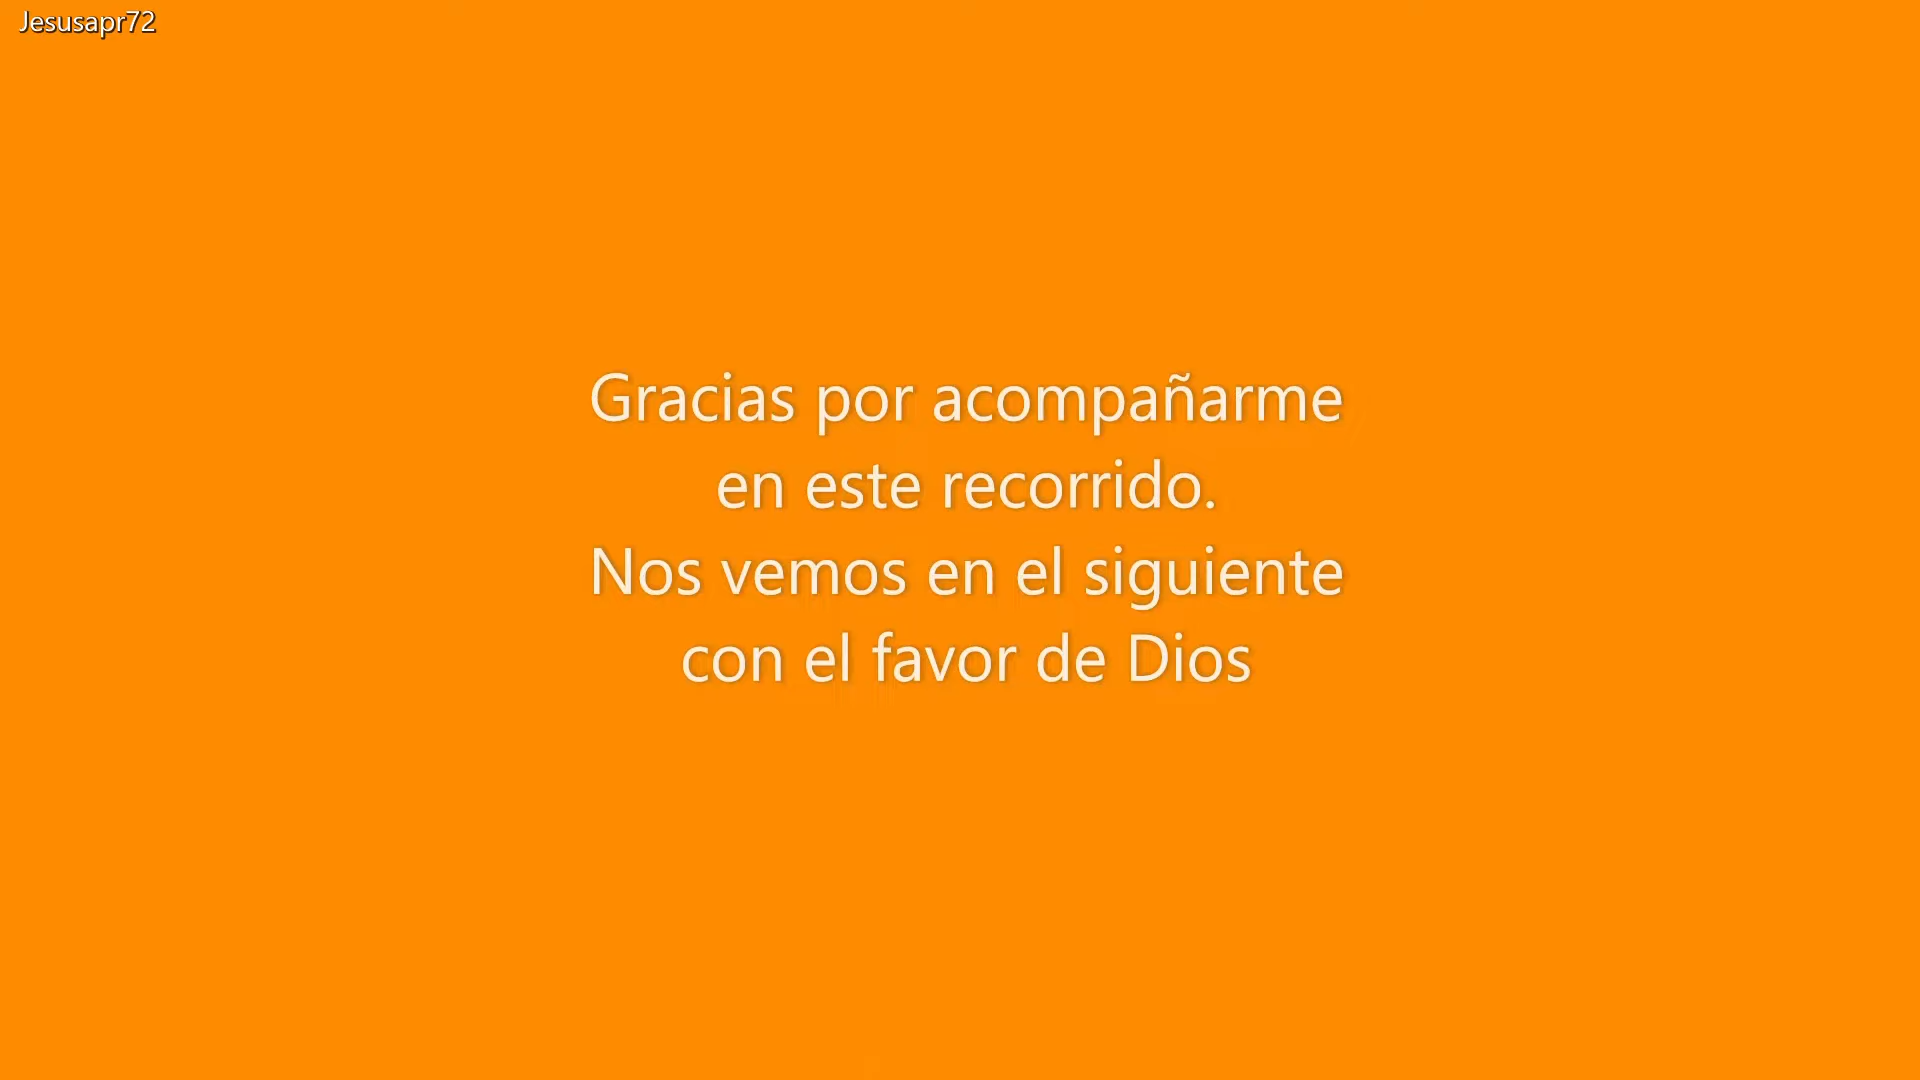 Jesusapr72
Gracias por acompañarme
en este recorrido.
Nos vemos en el siguiente
con el favor de Dios